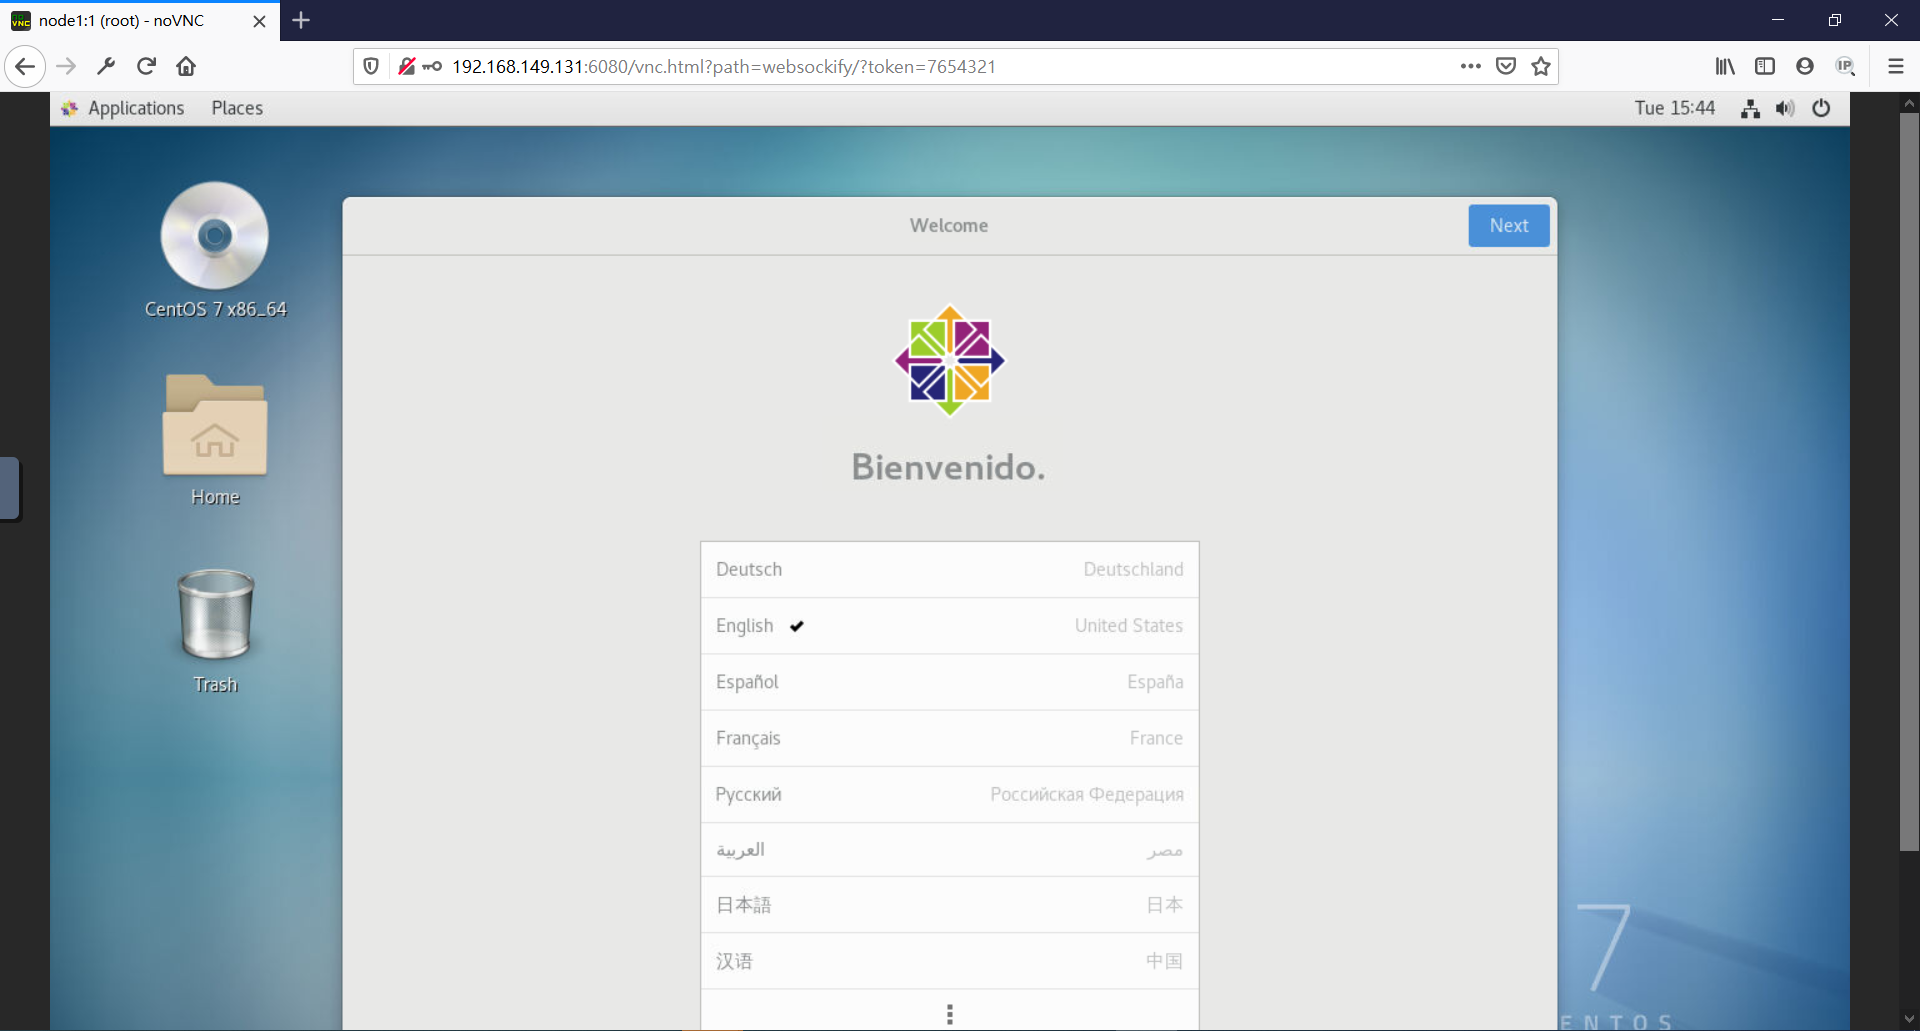 node1:1 (root) - noVNC
192.168.149.131:6080/vnc.html?path=websockify/?token=7654321
IP
Applications Places Tue 15:44
Welcome Next
CentOS 7 x86_64
Home
Trash
Bienvenido.
Deutsch Deutschland
English United States
Español España
Français France
Русский Российская Федерация
العربية مصر
日本語 日本
汉语 中国
7
ENTOS